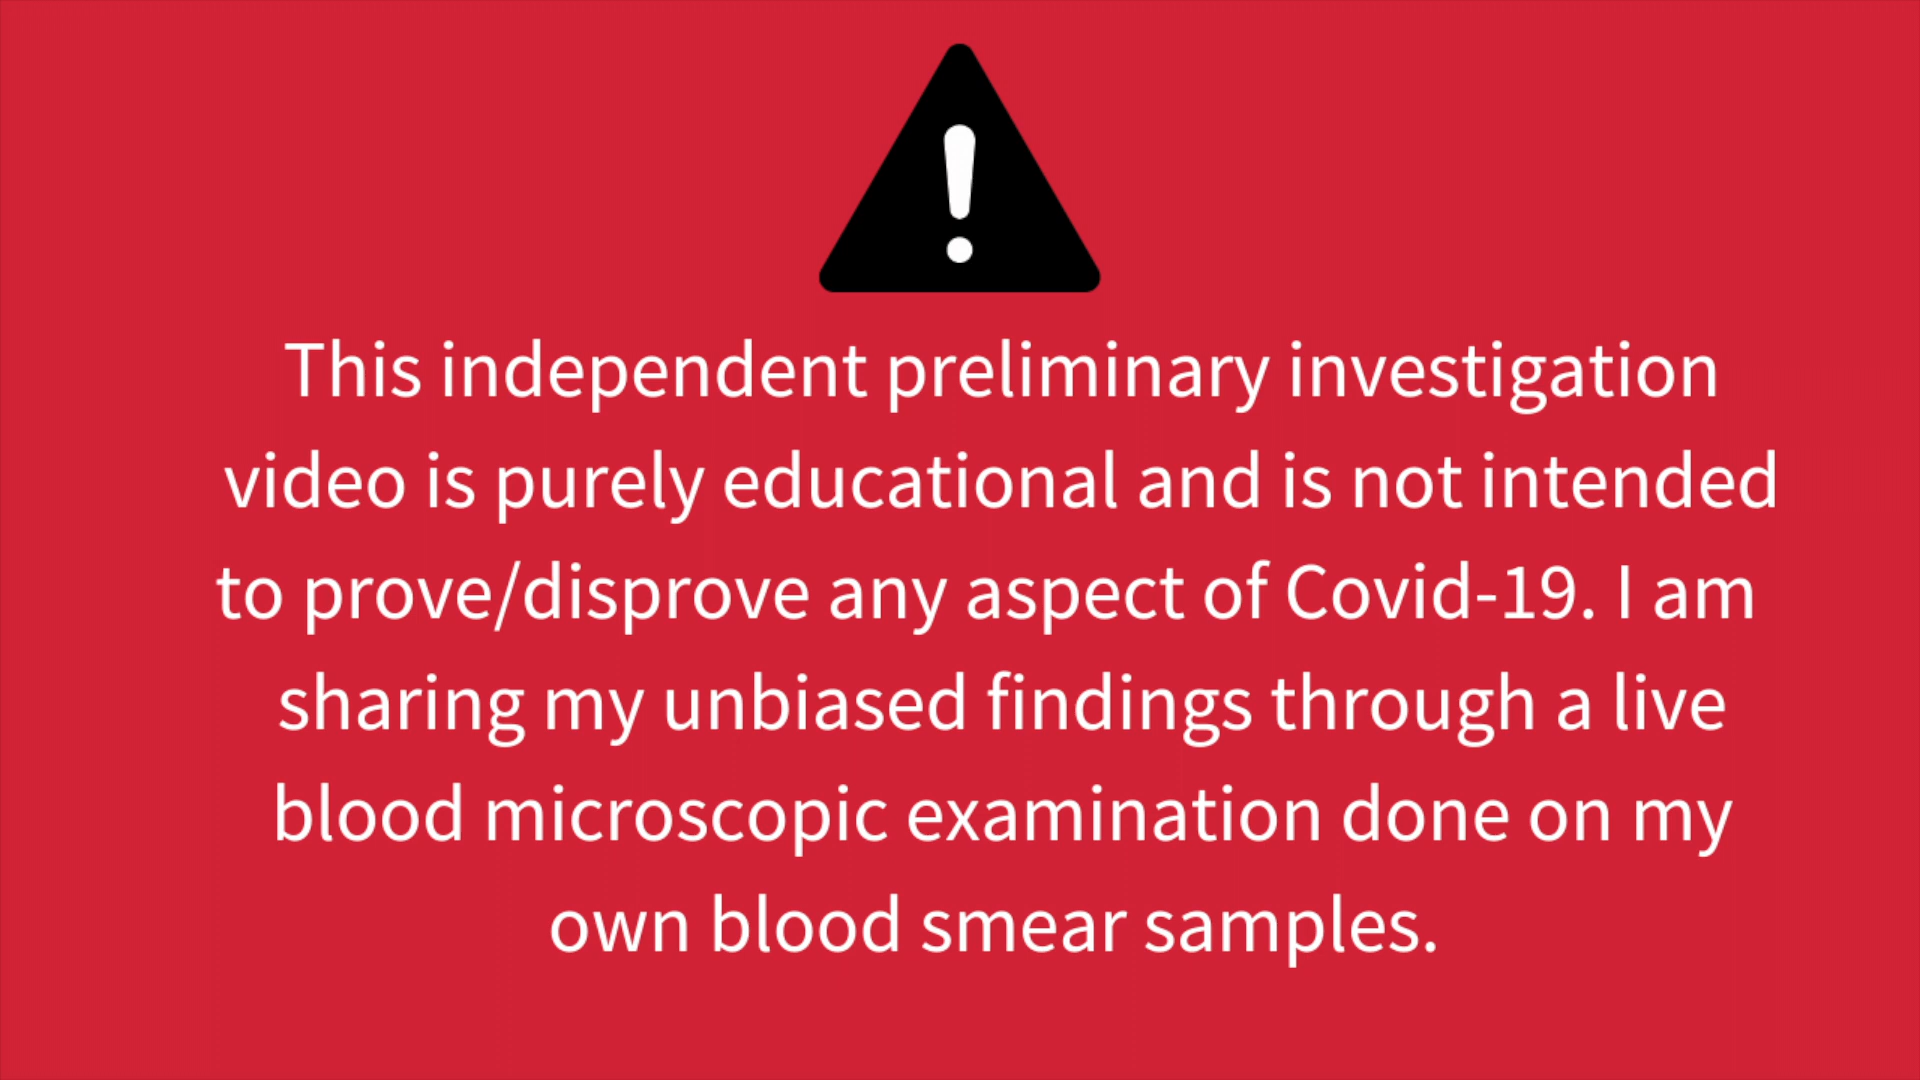 This independent preliminary investigation
video is purely educational and is not intended
to prove/disprove any aspect of Covid-19. I am
sharing my unbiased findings through a live
blood microscopic examination done on my
own blood smear samples.